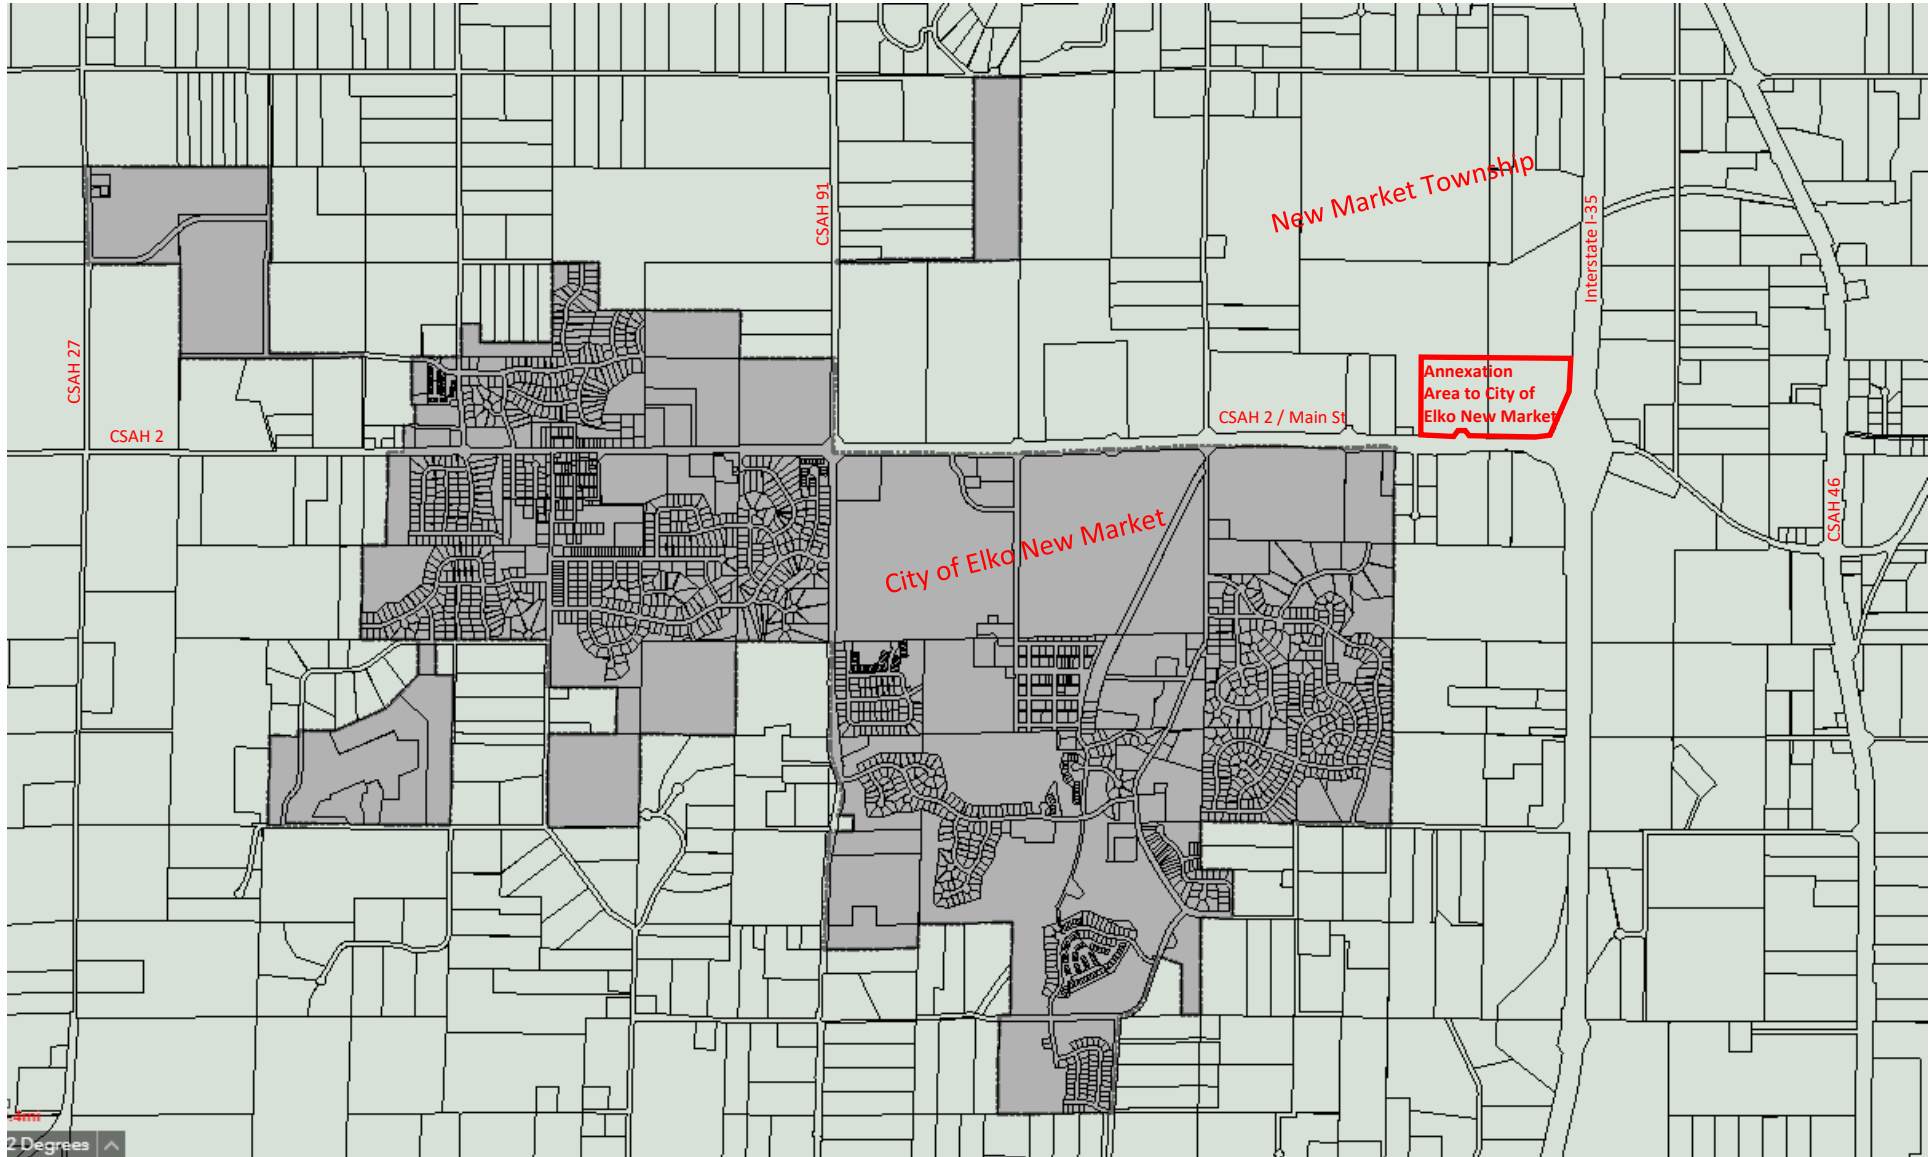 New Market Township
CSAH 91
Interstate I-35
CSAH 27
Annexation
Area to City of
Elko New Market
CSAH 2 / Main St
CSAH 2
CSAH 46
City of Elko New Market
.4mi
2 Degrees